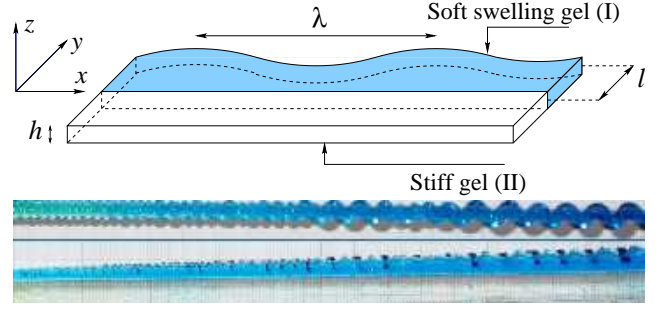 Soft swelling gel (I)
z
λ
y
x
l
h
Stiff gel (II)